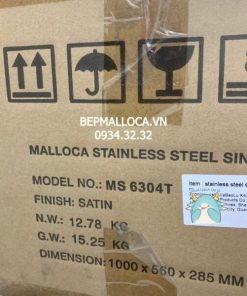 BEPMALLOCA.VN
0934.32.32
MALLOCA STAINLESS STEEL SIN
MODEL NO.: MS 6304T
Item : stainless steel s
FINISH: SATIN
N.W.: 12.78 KG
G.W.: 15.25 KG
DIMENSION: 1000 x 560 x 285 MM